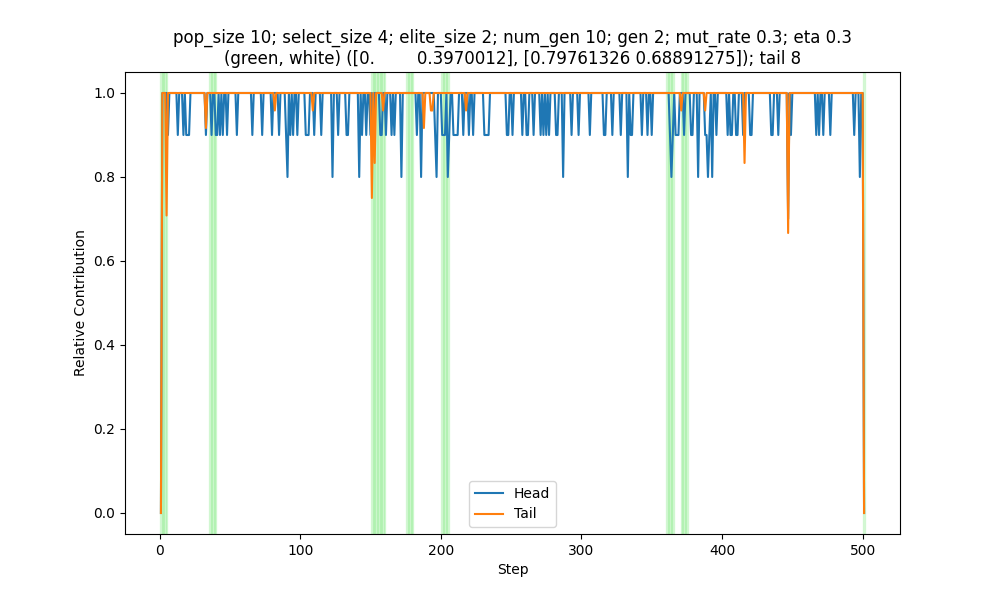 pop_size 10; select_size 4; elite_size 2; num_gen 10; gen 2; mut_rate 0.3; eta 0.3
(green, white) ([0.        0.3970012], [0.79761326 0.68891275]); tail 8
1.0
0.8
0.6
0.4
0.2
0.0
Relative Contribution
Head
Tail
0
100
200
300
400
500
Step